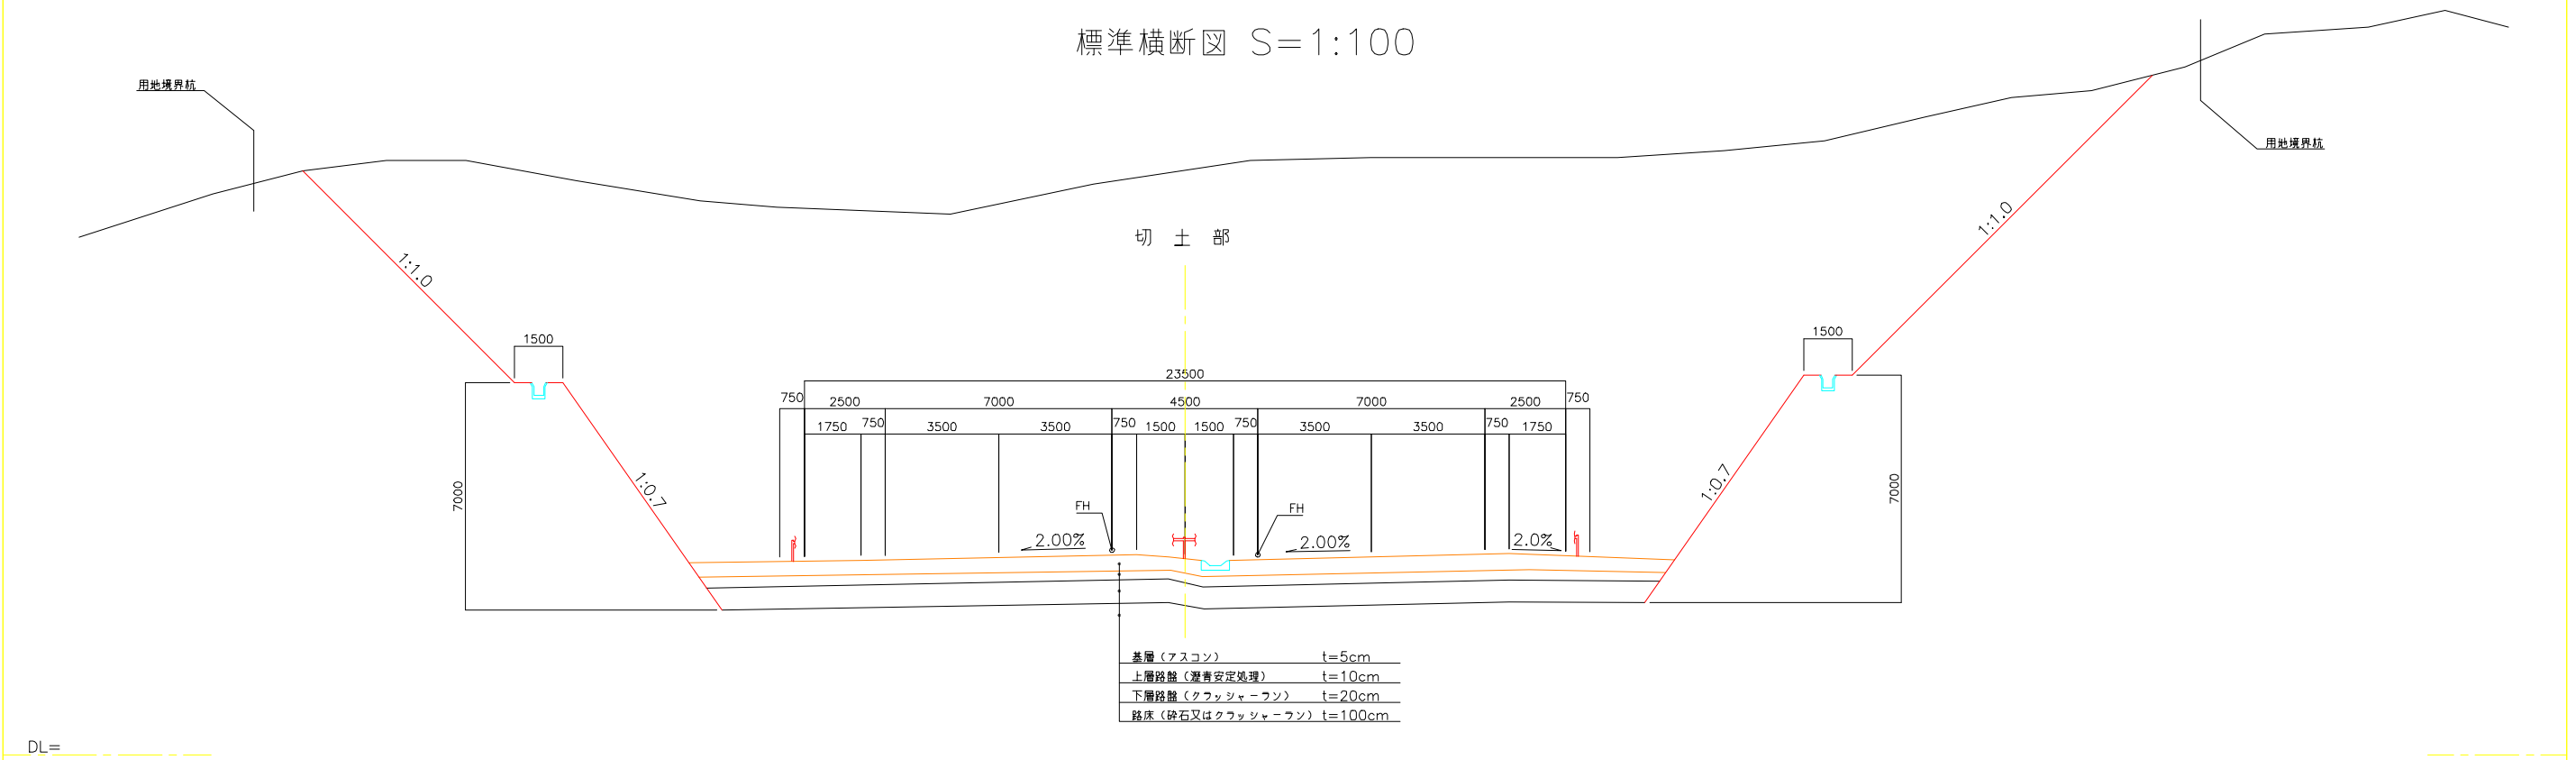 標準横断図 S=1:100
用地境界杭
用地境界杭
切 土 部
1:1.0
1:1.0
1500
1500
23500
750 2500 7000 4500 7000 2500 750
1750 750 3500 3500 750 1500 1500 750 3500 3500 750 1750
7000
1:0.7
1:0.7
7000
FH
FH
2.00%
2.00%
2.0%
基層（アスコン） t=5cm
上層路盤（瀝青安定処理） t=10cm
下層路盤（クラッシャーラン） t=20cm
路床（砕石又はクラッシャーラン） t=100cm
DL=